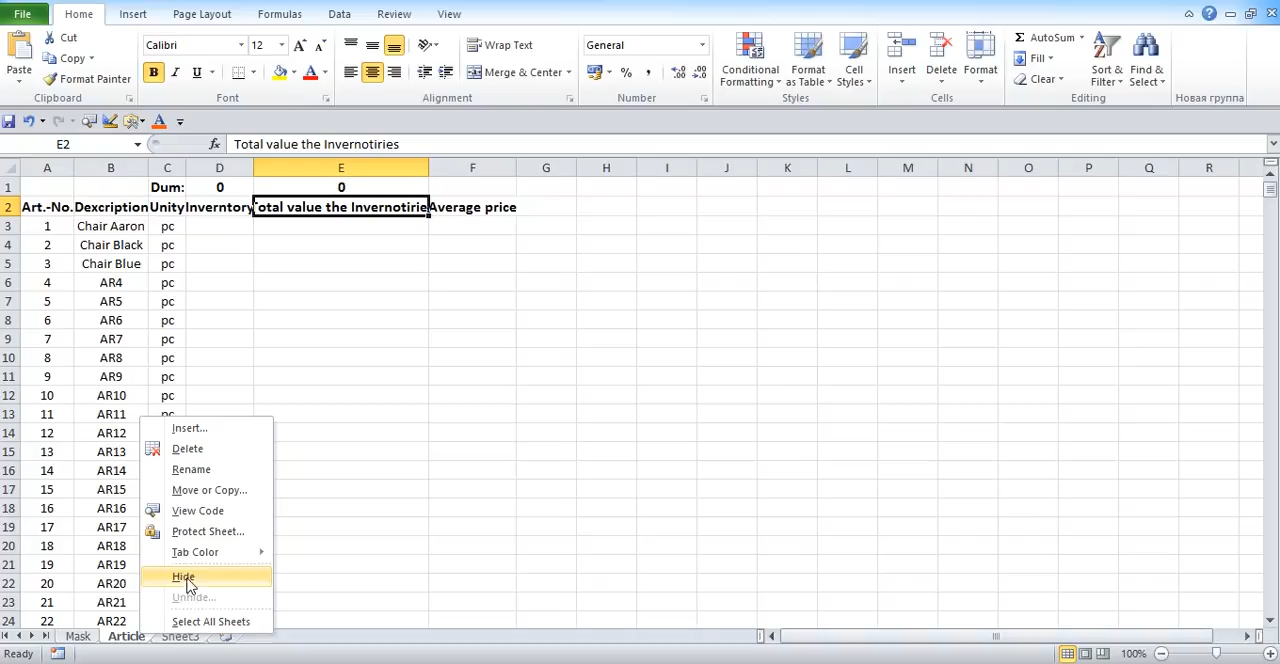 File Home Insert Page Layout Formulas Data Review View
Cut
Copy
Format Painter
Paste
Clipboard
Calibri 12
B I U
Font
Wrap Text
Merge & Center
Alignment
General
Number
Conditional Formatting
Format as Table
Cell Styles
Styles
Insert Delete Format
Cells
AutoSum
Fill
Clear
Sort & Filter
Find & Select
Editing
Новая группа
E2 fx Total value the Invernotiries
A B C D E F G H I J K L M N O P Q R
1 Dum: 0 0
2 Art.-No. Dexcription Unity Inverntory otal value the Invernotirie Average price
3 1 Chair Aaron pc
4 2 Chair Black pc
5 3 Chair Blue pc
6 4 AR4 pc
7 5 AR5 pc
8 6 AR6 pc
9 7 AR7 pc
10 8 AR8 pc
11 9 AR9 pc
12 10 AR10 pc
13 11 AR11 pc
14 12 AR12
15 13 AR13
16 14 AR14
17 15 AR15
18 16 AR16
19 17 AR17
20 18 AR18
21 19 AR19
22 20 AR20
23 21 AR21
24 22 AR22
Insert...
Delete
Rename
Move or Copy...
View Code
Protect Sheet...
Tab Color
Hide
Unhide...
Select All Sheets
Mask Article Sheet3
Ready 100%